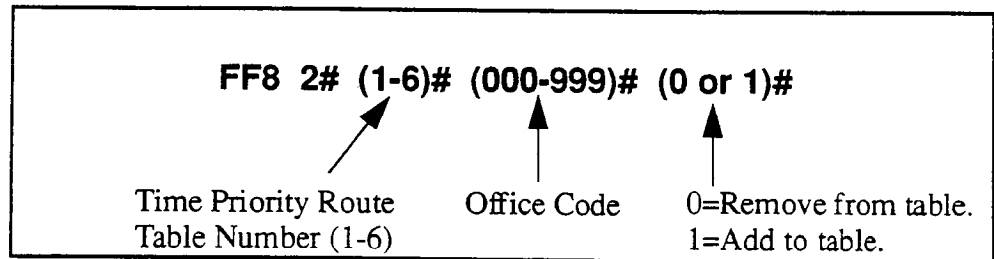 FF8 2# (1-6)# (000-999)# (0 or 1)#
Time Priority Route Office Code 0=Remove from table.
Table Number (1-6) 1=Add to table.